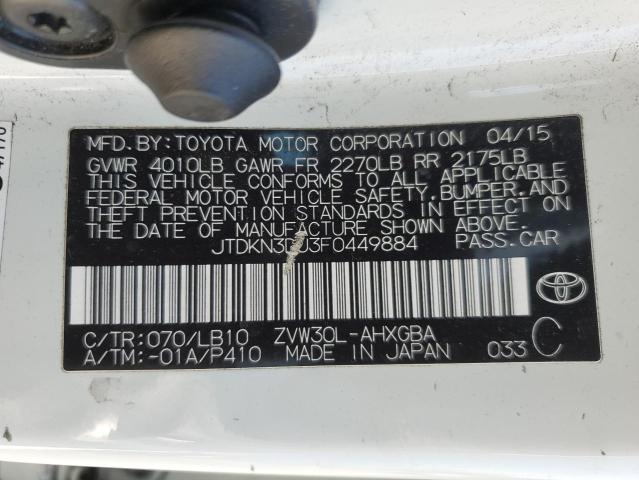 MFD.BY:TOYOTA MOTOR CORPORATION 04/15
GVWR 4010LB GAWR FR 2270LB RR 2175LB
THIS VEHICLE CONFORMS TO ALL APPLICABLE
FEDERAL MOTOR VEHICLE SAFETY,BUMPER,AND
THEFT PREVENTION STANDARDS IN EFFECT ON
THE DATE OF MANUFACTURE SHOWN ABOVE.
PASS.CAR
C/TR:070/LB10 ZVW30L-AHXGBA
A/TM:-01A/P410 MADE IN JAPAN 033 C